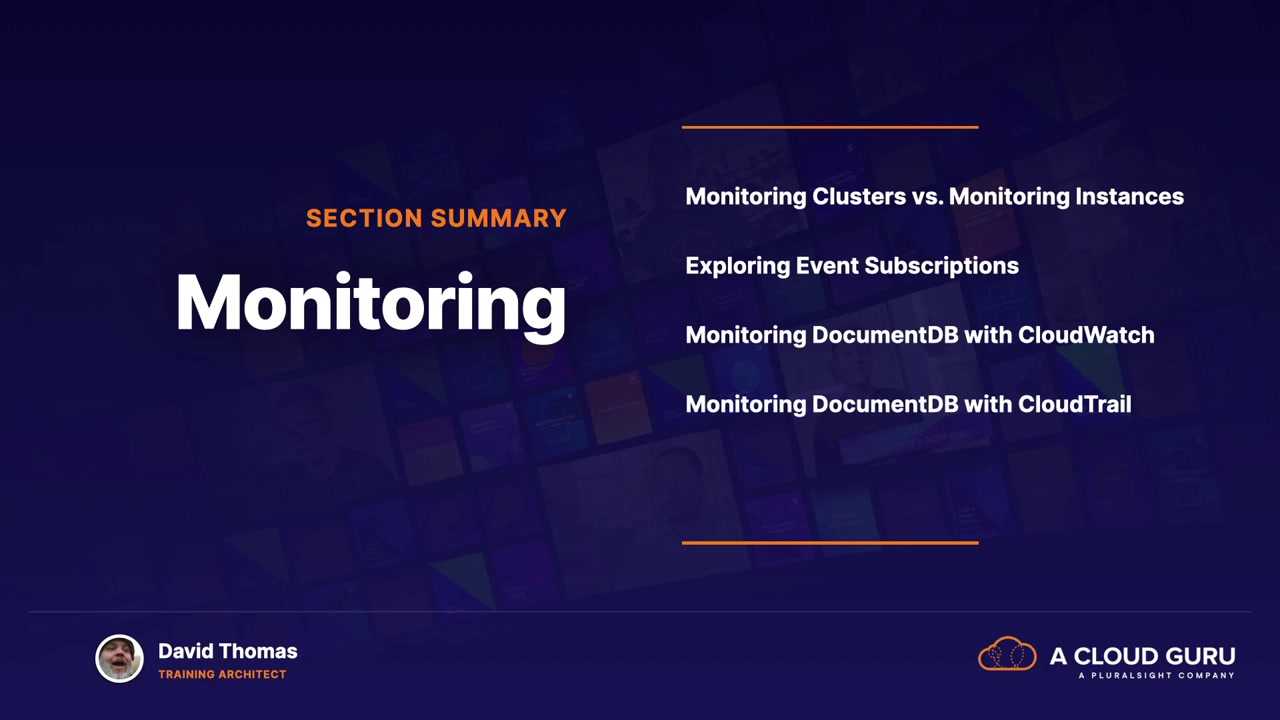 SECTION SUMMARY
Monitoring
Monitoring Clusters vs. Monitoring Instances
Exploring Event Subscriptions
Monitoring DocumentDB with CloudWatch
Monitoring DocumentDB with CloudTrail
David Thomas
TRAINING ARCHITECT
A CLOUD GURU
A PLURALSIGHT COMPANY